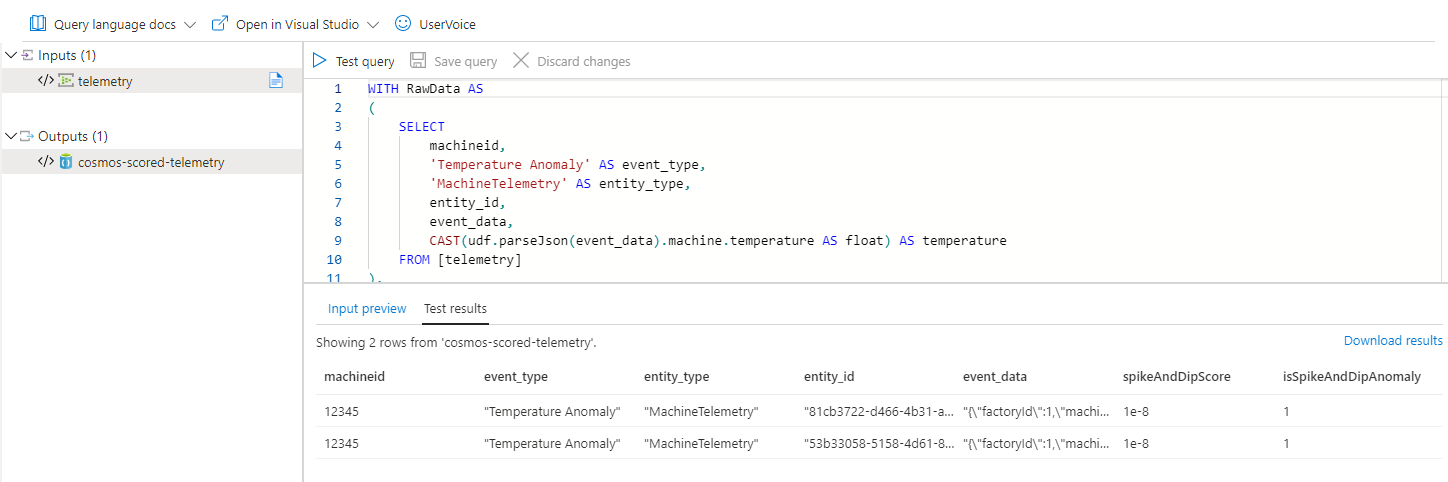 Query language docs Open in Visual Studio UserVoice
Inputs (1)
</> telemetry
Outputs (1)
</> cosmos-scored-telemetry
Test query Save query Discard changes
1 WITH RawData AS
2 (
3 SELECT
4 machineid,
5 'Temperature Anomaly' AS event_type,
6 'MachineTelemetry' AS entity_type,
7 entity_id,
8 event_data,
9 CAST(udf.parseJson(event_data).machine.temperature AS float) AS temperature
10 FROM [telemetry]
11 ),
Input preview Test results
Showing 2 rows from 'cosmos-scored-telemetry'.
Download results
machineid event_type entity_type entity_id event_data spikeAndDipScore isSpikeAndDipAnomaly
12345 "Temperature Anomaly" "MachineTelemetry" "81cb3722-d466-4b31-a... "{\"factoryId\":1,\"machi... 1e-8 1
12345 "Temperature Anomaly" "MachineTelemetry" "53b33058-5158-4d61-8... "{\"factoryId\":1,\"machi... 1e-8 1